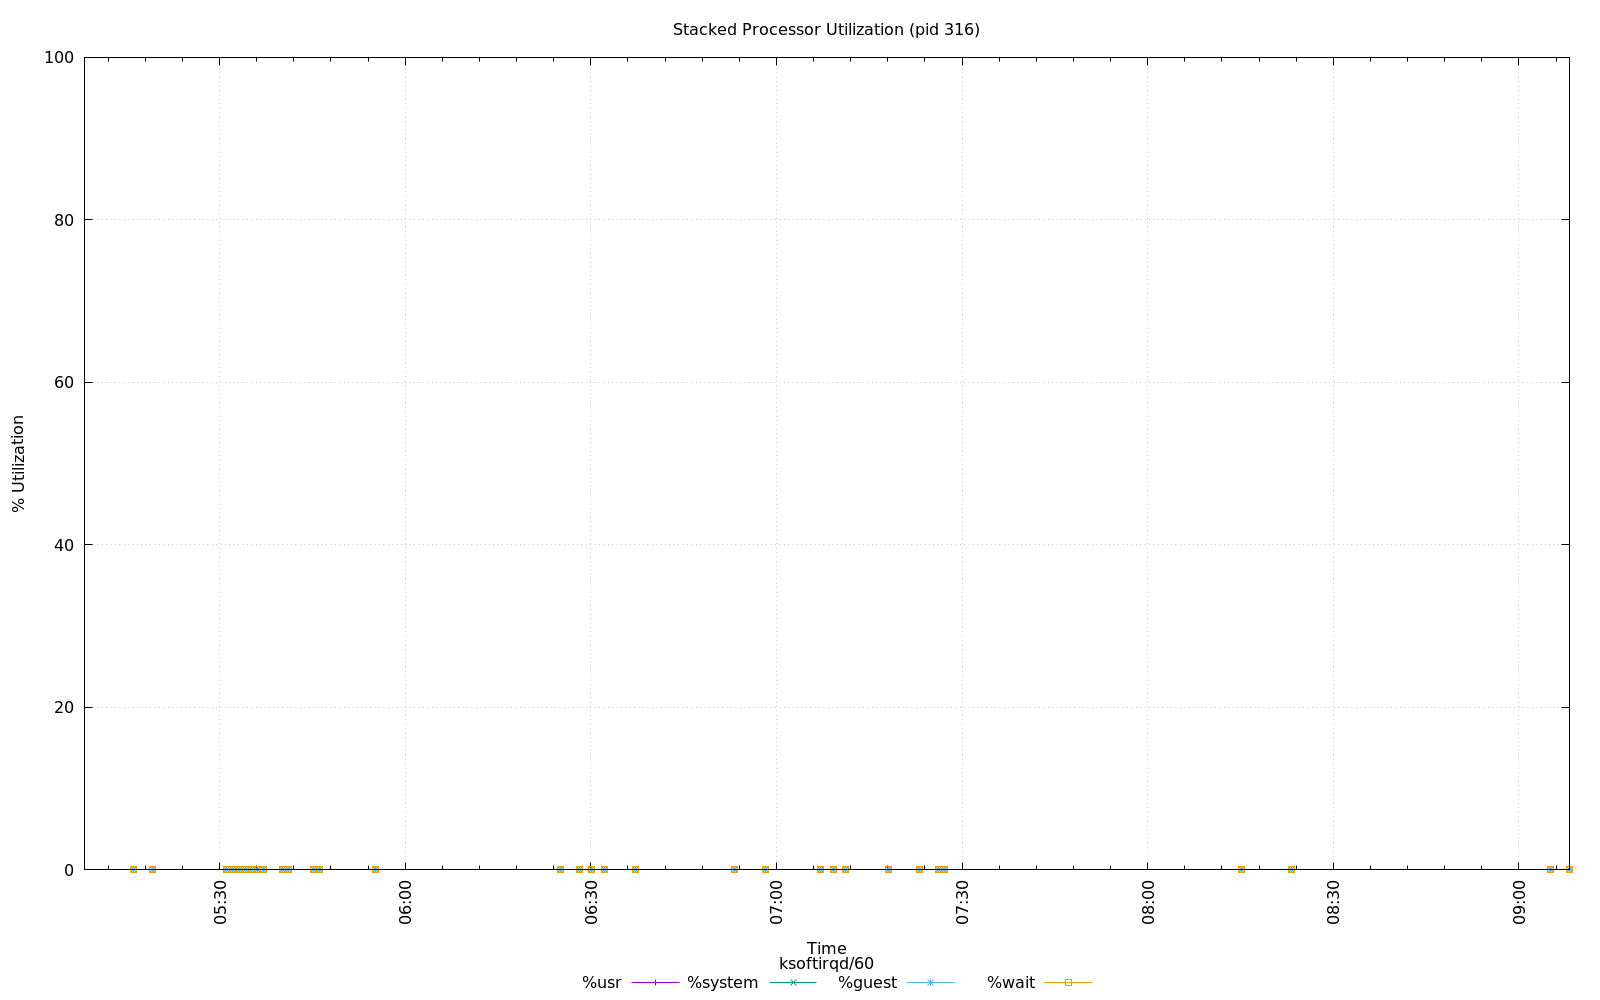 Stacked Processor Utilization (pid 316)
100
80
60
40
20
0
% Utilization
05:30
06:00
06:30
07:00
07:30
08:00
08:30
09:00
Time
ksoftirqd/60
%usr %system %guest %wait